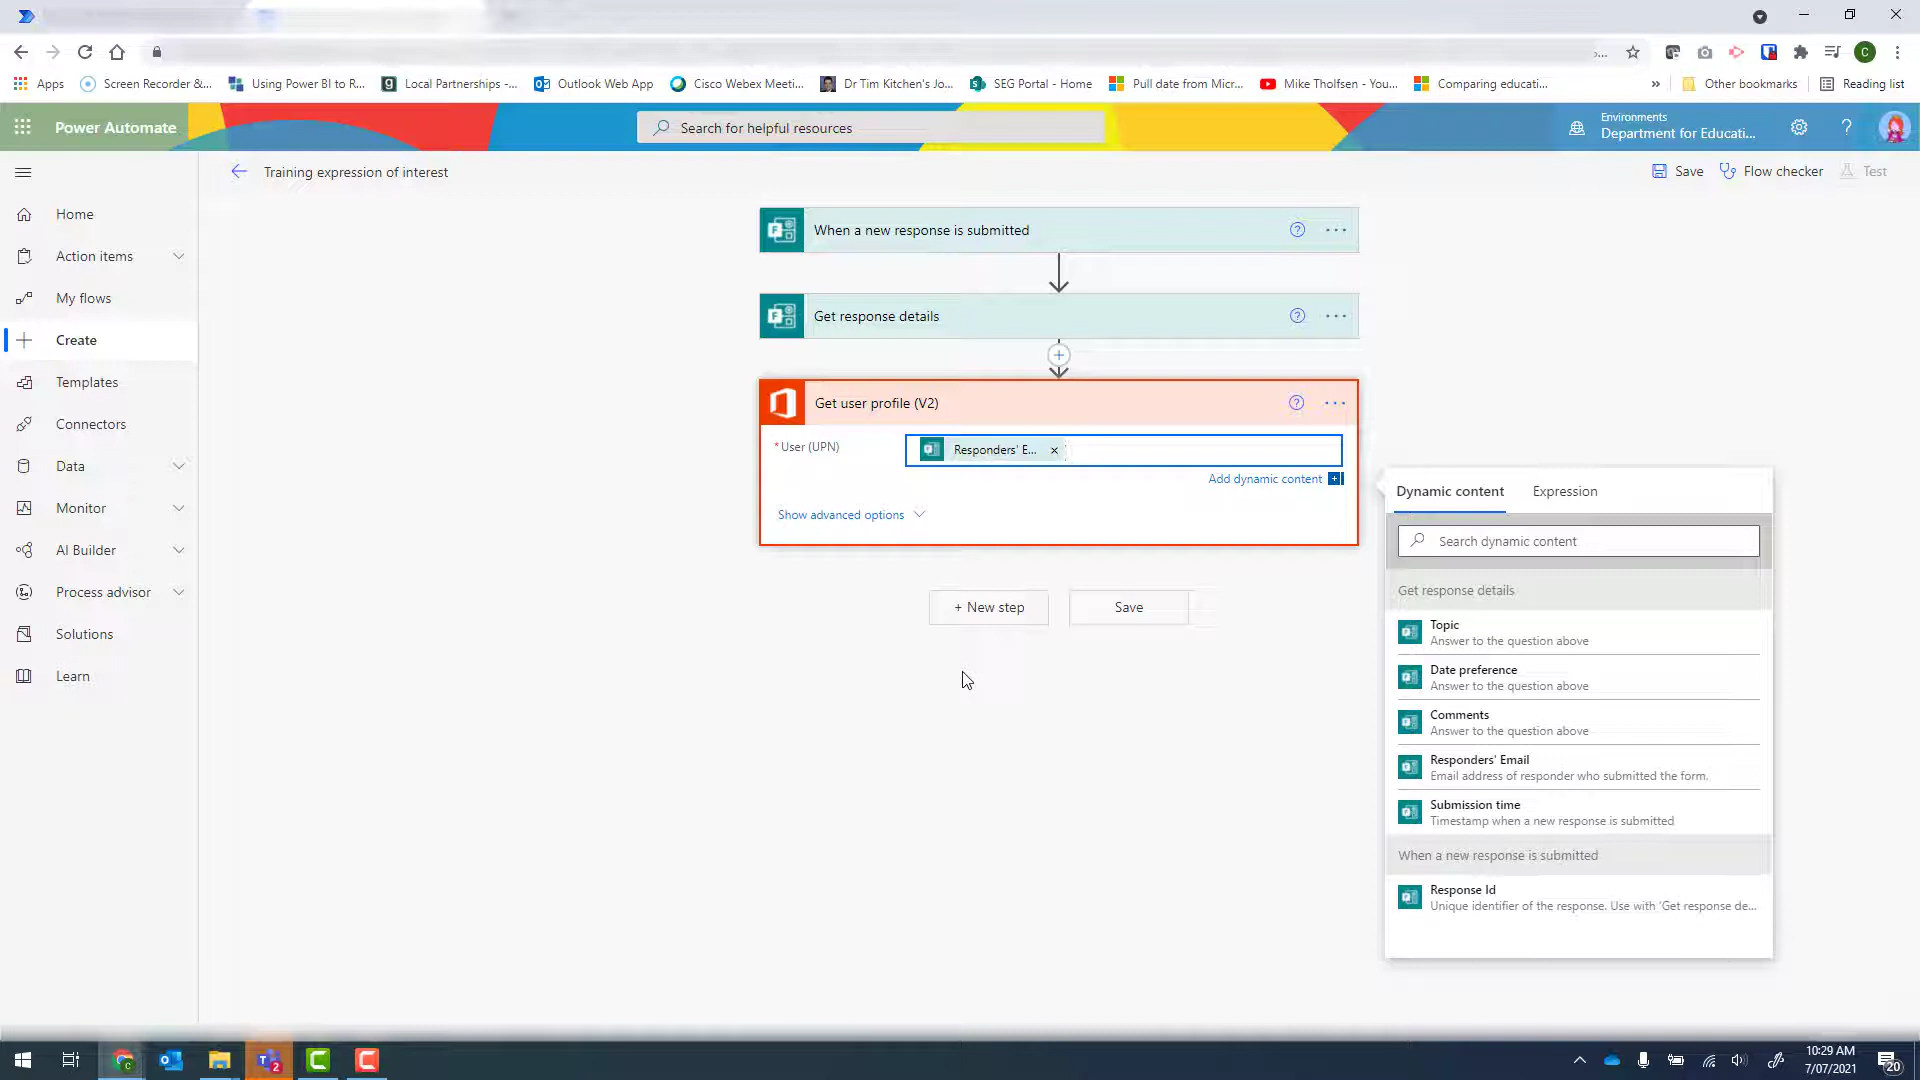 Apps
Screen Recorder &...
Using Power BI to R...
Local Partnerships -...
Outlook Web App
Cisco Webex Meeti...
Dr Tim Kitchen's Jo...
SEG Portal - Home
Pull date from Micr...
Mike Tholfsen - You...
Comparing educati...
»
Other bookmarks
Reading list
Power Automate
Search for helpful resources
Environments
Department for Educati...
?
Training expression of interest
Save
Flow checker
Test
Home
Action items
My flows
Create
Templates
Connectors
Data
Monitor
AI Builder
Process advisor
Solutions
Learn
When a new response is submitted
Get response details
Get user profile (V2)
*User (UPN)
Responders' E...
Add dynamic content
Show advanced options
+ New step
Save
Dynamic content
Expression
Search dynamic content
Get response details
Topic
Answer to the question above
Date preference
Answer to the question above
Comments
Answer to the question above
Responders' Email
Email address of responder who submitted the form.
Submission time
Timestamp when a new response is submitted
When a new response is submitted
Response Id
Unique identifier of the response. Use with 'Get response de...
10:29 AM
7/07/2021
20